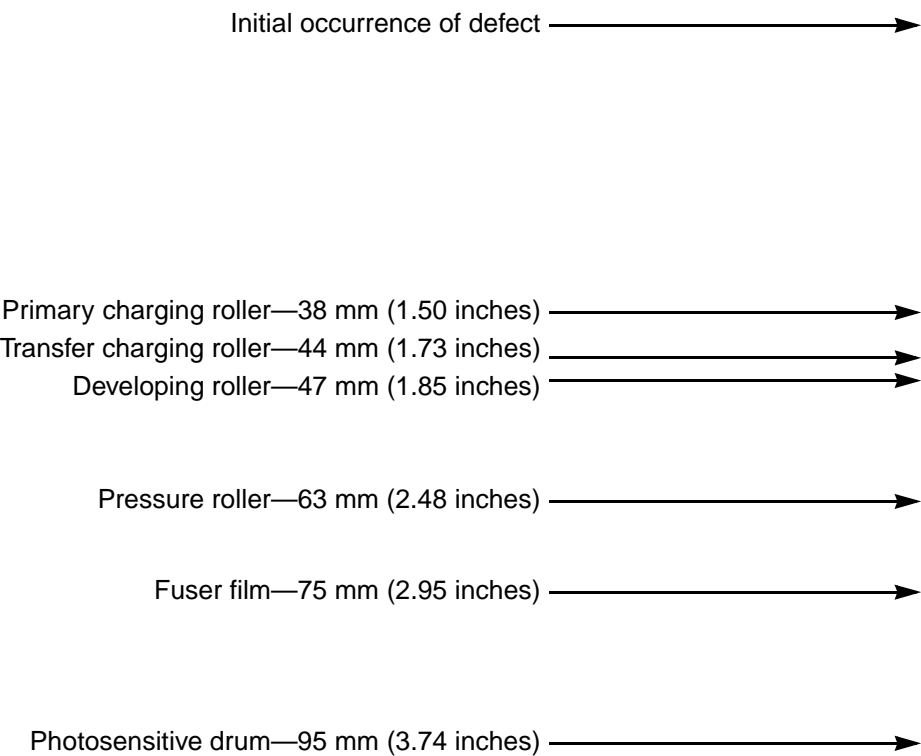 Initial occurrence of defect
Primary charging roller—38 mm (1.50 inches)
Transfer charging roller—44 mm (1.73 inches)
Developing roller—47 mm (1.85 inches)
Pressure roller—63 mm (2.48 inches)
Fuser film—75 mm (2.95 inches)
Photosensitive drum—95 mm (3.74 inches)